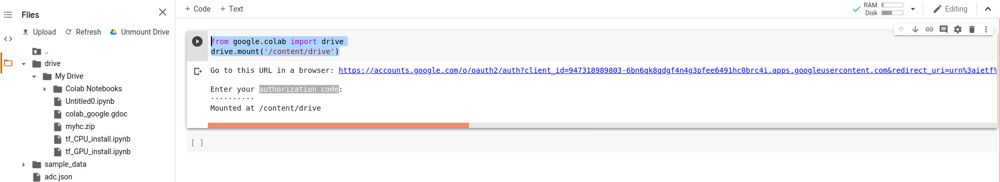 Files
Upload Refresh Unmount Drive
..
drive
My Drive
Colab Notebooks
Untitled0.ipynb
colab_google.gdoc
myhc.zip
tf_CPU_install.ipynb
tf_GPU_install.ipynb
sample_data
adc.json
+ Code + Text
RAM
Disk
Editing
from google.colab import drive
drive.mount('/content/drive')
Go to this URL in a browser: https://accounts.google.com/o/oauth2/auth?client_id=947318989803-6bn6qk8qdgf4n4g3pfee6491hc0brc4i.apps.googleusercontent.com&redirect_uri=urn%3aietf%
Enter your authorization code:
··········
Mounted at /content/drive
[ ]